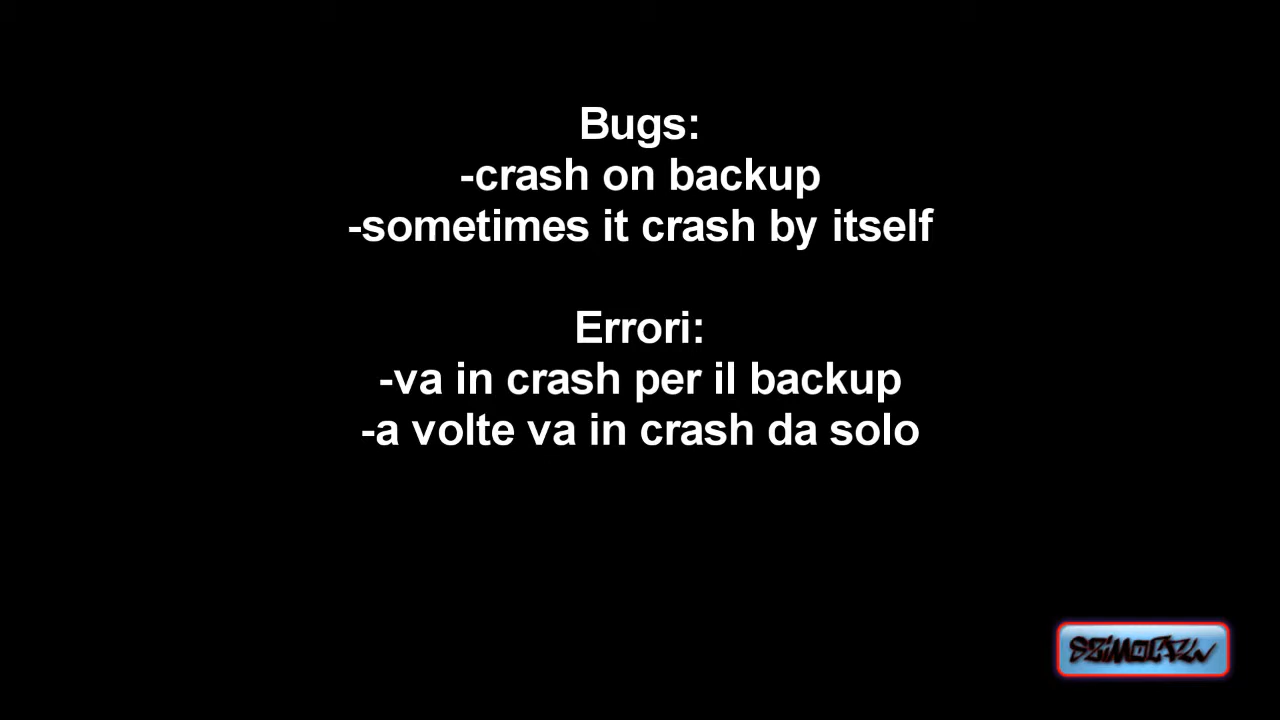 Bugs:
-crash on backup
-sometimes it crash by itself
Errori:
-va in crash per il backup
-a volte va in crash da solo